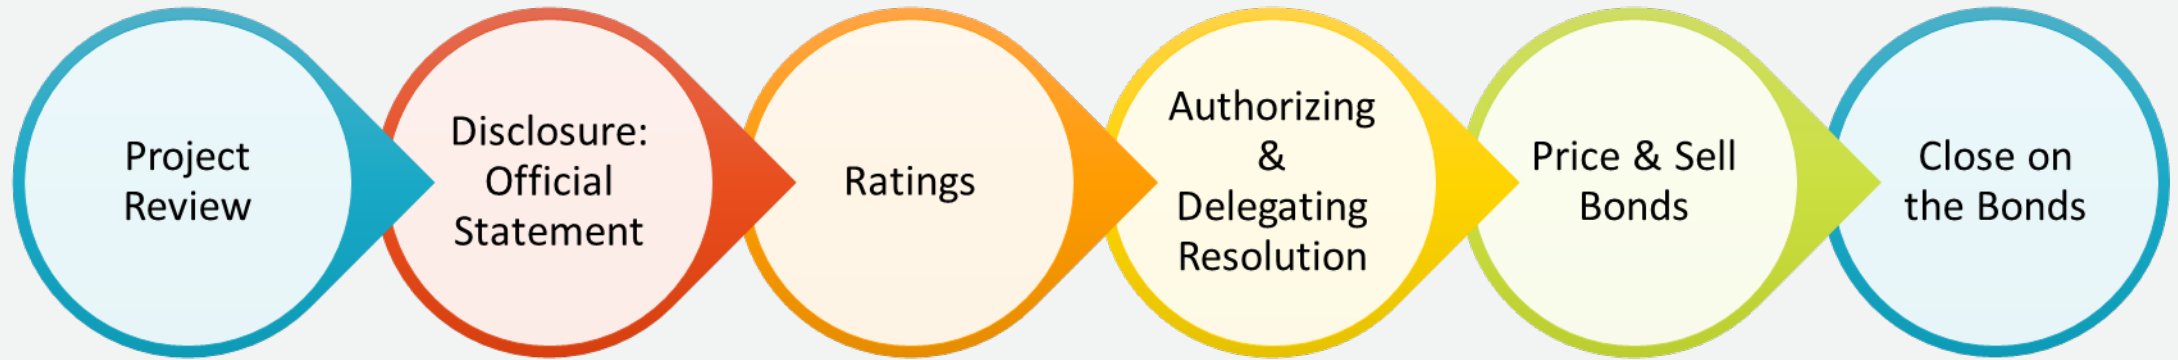 Project
Review
Disclosure:
Official
Statement
Ratings
Authorizing
&
Delegating
Resolution
Price & Sell
Bonds
Close on
the Bonds